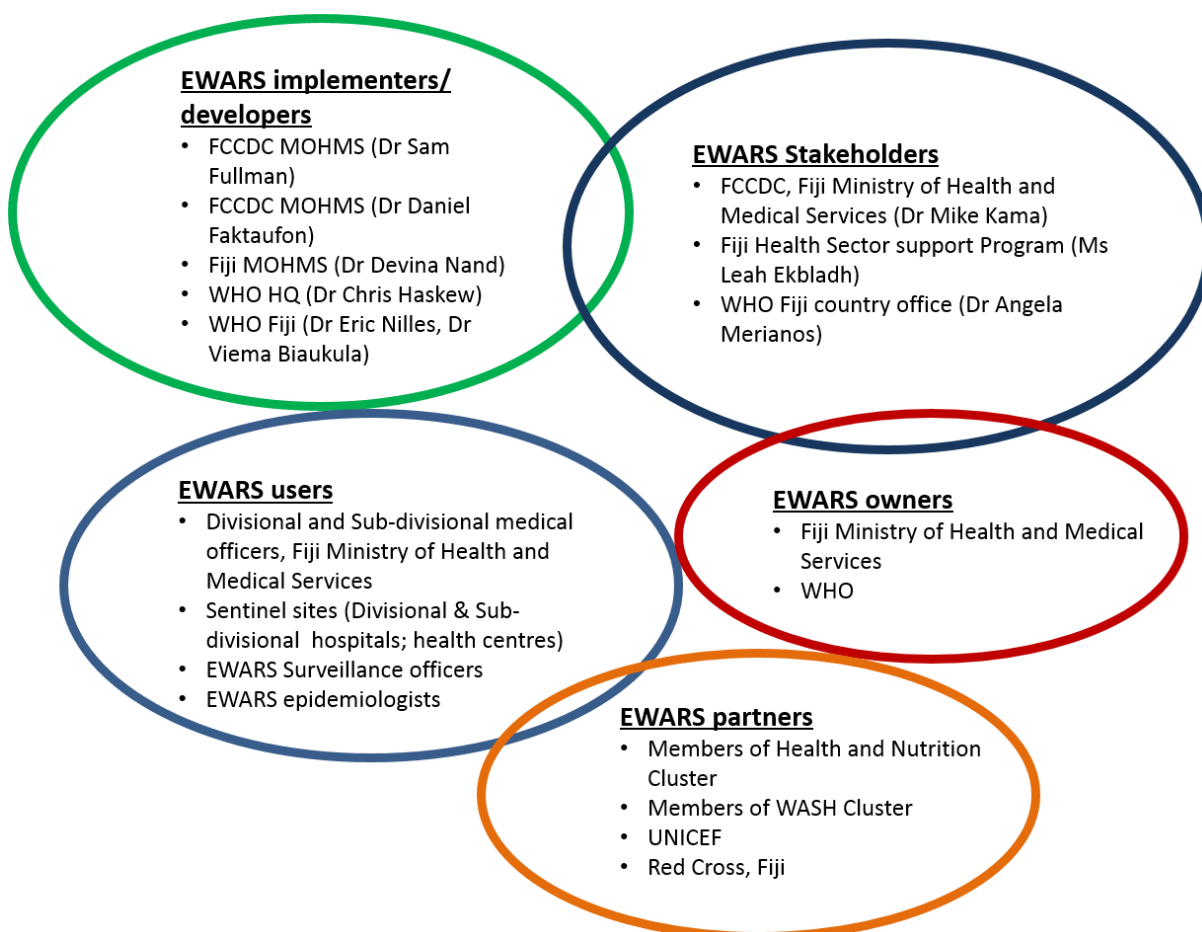 EWARS implementers/
developers
• FCCDC MOHMS (Dr Sam
Fullman)
• FCCDC MOHMS (Dr Daniel
Faktaufon)
• Fiji MOHMS (Dr Devina Nand)
• WHO HQ (Dr Chris Haskew)
• WHO Fiji (Dr Eric Nilles, Dr
Viema Biaukula)
EWARS Stakeholders
• FCCDC, Fiji Ministry of Health and
Medical Services (Dr Mike Kama)
• Fiji Health Sector support Program (Ms
Leah Ekbladh)
• WHO Fiji country office (Dr Angela
Merianos)
EWARS users
• Divisional and Sub-divisional medical
officers, Fiji Ministry of Health and
Medical Services
• Sentinel sites (Divisional & Sub-
divisional hospitals; health centres)
• EWARS Surveillance officers
• EWARS epidemiologists
EWARS owners
• Fiji Ministry of Health and Medical
Services
• WHO
EWARS partners
• Members of Health and Nutrition
Cluster
• Members of WASH Cluster
• UNICEF
• Red Cross, Fiji